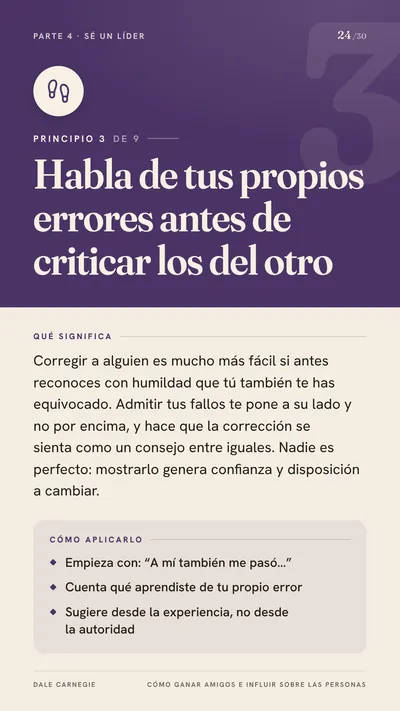 PARTE 4 · SÉ UN LÍDER
24/30
3
PRINCIPIO 3 DE 9
Habla de tus propios
errores antes de
criticar los del otro
QUÉ SIGNIFICA
Corregir a alguien es mucho más fácil si antes
reconoces con humildad que tú también te has
equivocado. Admitir tus fallos te pone a su lado y
no por encima, y hace que la corrección se
sienta como un consejo entre iguales. Nadie es
perfecto: mostrarlo genera confianza y disposición
a cambiar.
CÓMO APLICARLO
◆ Empieza con: “A mí también me pasó…”
◆ Cuenta qué aprendiste de tu propio error
◆ Sugiere desde la experiencia, no desde
la autoridad
DALE CARNEGIE
CÓMO GANAR AMIGOS E INFLUIR SOBRE LAS PERSONAS